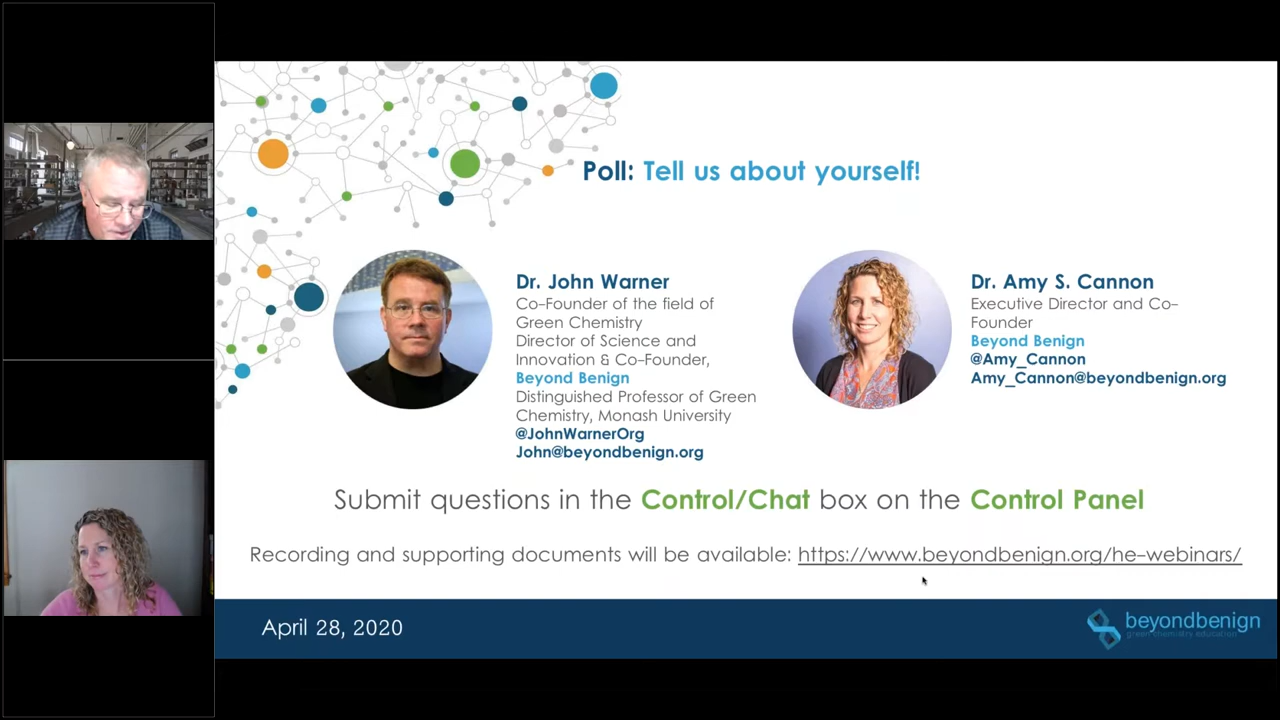 Poll: Tell us about yourself!
Dr. John Warner
Co-Founder of the field of
Green Chemistry
Director of Science and
Innovation & Co-Founder,
Beyond Benign
Distinguished Professor of Green
Chemistry, Monash University
@JohnWarnerOrg
John@beyondbenign.org
Dr. Amy S. Cannon
Executive Director and Co-
Founder
Beyond Benign
@Amy_Cannon
Amy_Cannon@beyondbenign.org
Submit questions in the Control/Chat box on the Control Panel
Recording and supporting documents will be available: https://www.beyondbenign.org/he-webinars/
April 28, 2020
beyondbenign
green chemistry education